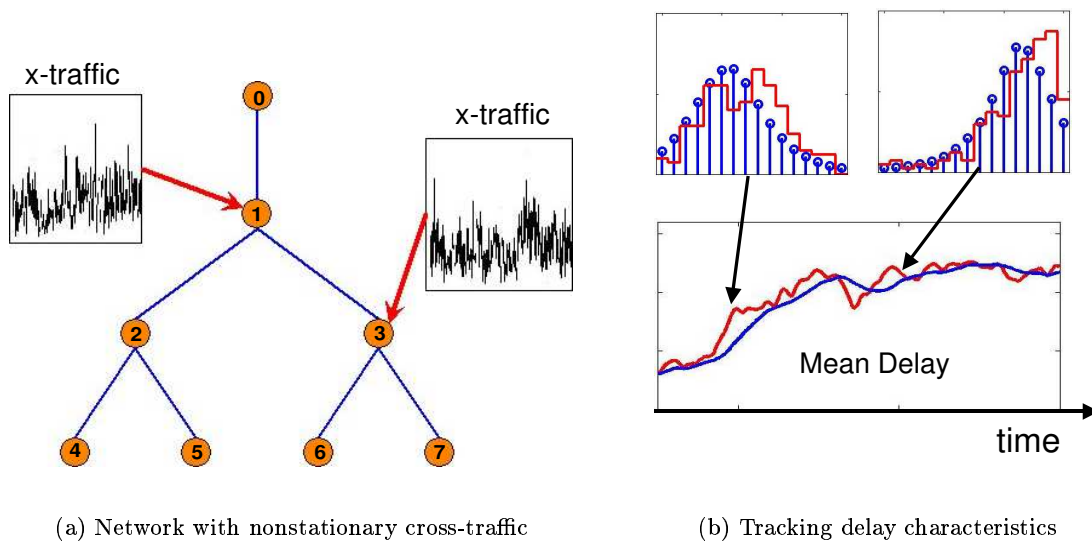 x-traffic
0
x-traffic
1
2
3
4
5
6
7
(a) Network with nonstationary cross-traffic
Mean Delay
time
(b) Tracking delay characteristics